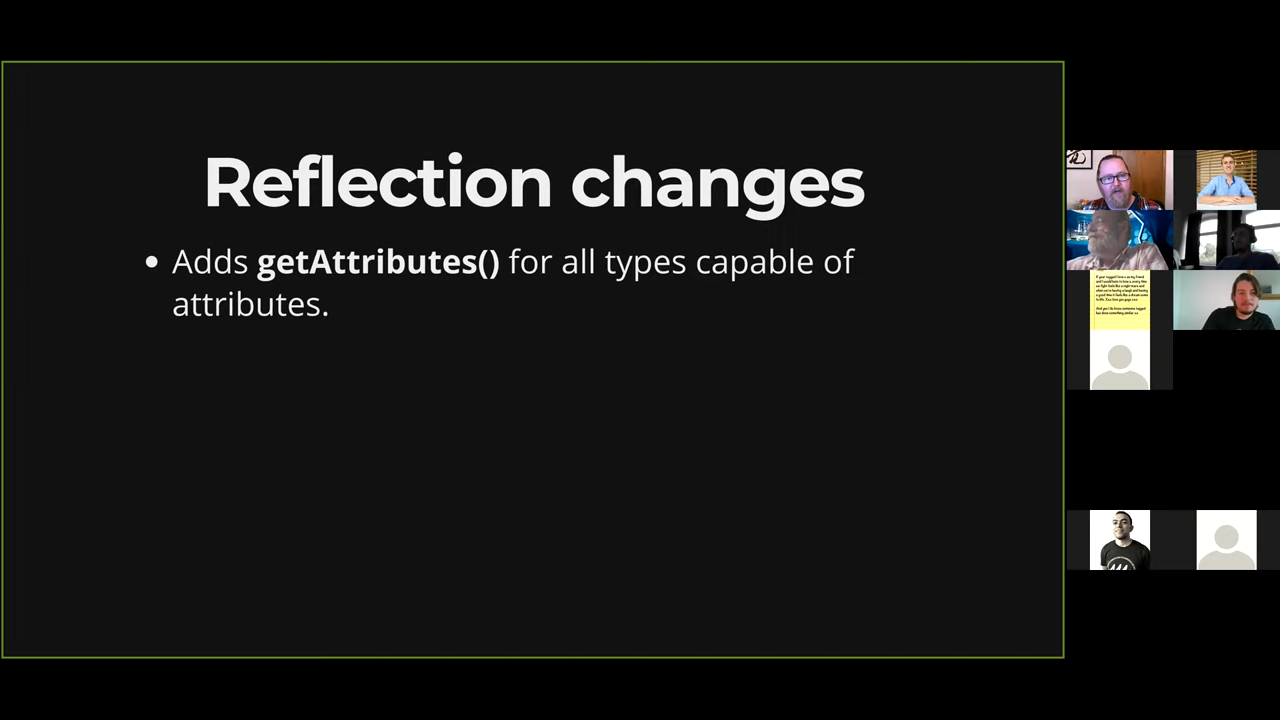 Reflection changes
• Adds getAttributes() for all types capable of
attributes.